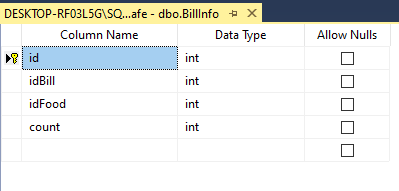 DESKTOP-RF03L5G\SQ...afe - dbo.BillInfo
Column Name Data Type Allow Nulls
id int
idBill int
idFood int
count int